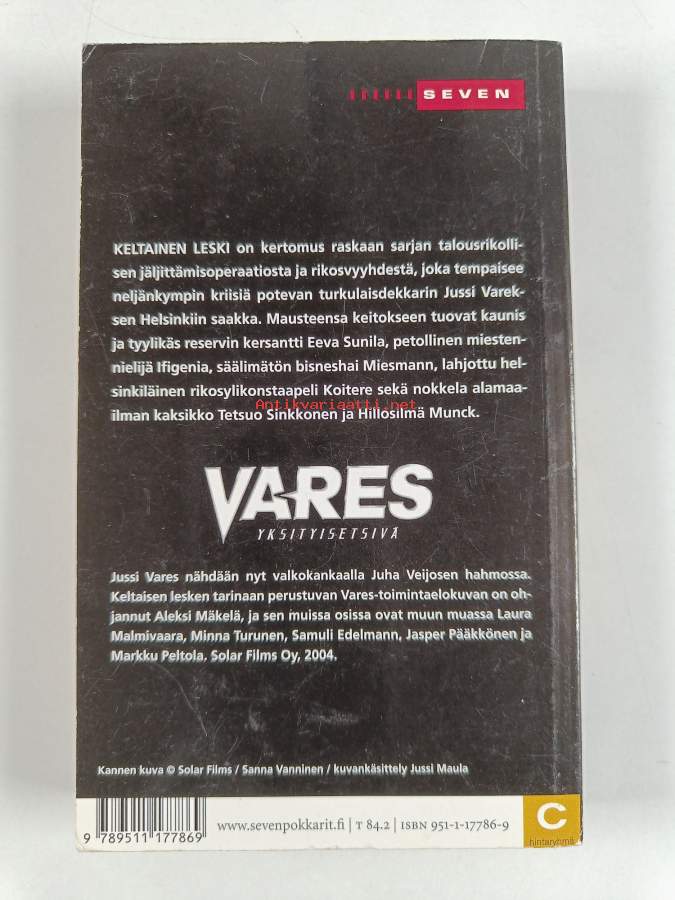 SEVEN
KELTAINEN LESKI on kertomus raskaan sarjan talousrikolli-
sen jäljittämisoperaatiosta ja rikosvyyhdestä, joka tempaisee
neljänkympin kriisiä potevan turkulaisdekkarin Jussi Varek-
sen Helsinkiin saakka. Mausteensa keitokseen tuovat kaunis
ja tyylikäs reservin kersantti Eeva Sunila, petollinen miesten-
nielijä Ifigenia, säälimätön bisneshai Miesmann, lahjottu hel-
sinkiläinen rikosylikonstaapeli Koitere sekä nokkela alamaa-
Antikvariaatti.net
ilman kaksikko Tetsuo Sinkkonen ja Hillosilmä Munck.
VARES
YKSITYISETSIVÄ
Jussi Vares nähdään nyt valkokankaalla Juha Veijosen hahmossa.
Keltaisen lesken tarinaan perustuvan Vares-toimintaelokuvan on oh-
jannut Aleksi Mäkelä, ja sen muissa osissa ovat muun muassa Laura
Malmivaara, Minna Turunen, Samuli Edelmann, Jasper Pääkkönen ja
Markku Peltola. Solar Films Oy, 2004.
Kannen kuva © Solar Films / Sanna Vanninen / kuvankäsittely Jussi Maula
9 789511 177869
www.sevenpokkarit.fi | T 84.2 | ISBN 951-1-17786-9
C
hintaryhmä